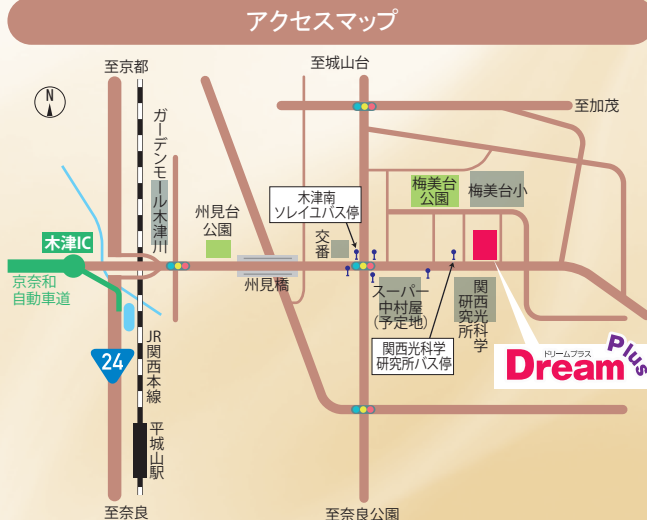 アクセスマップ
至京都
至城山台
N
至加茂
ガーデンモール木津川
州見台
公園
木津南
ソレイユバス停
梅美台
公園
梅美台小
交番
木津IC
京奈和
自動車道
州見橋
スーパー
中村屋
(予定地)
関西光科学
研究所
関西光科学
研究所バス停
24
JR関西本線
ドリームプラス
Dream Plus
平城山駅
至奈良
至奈良公園